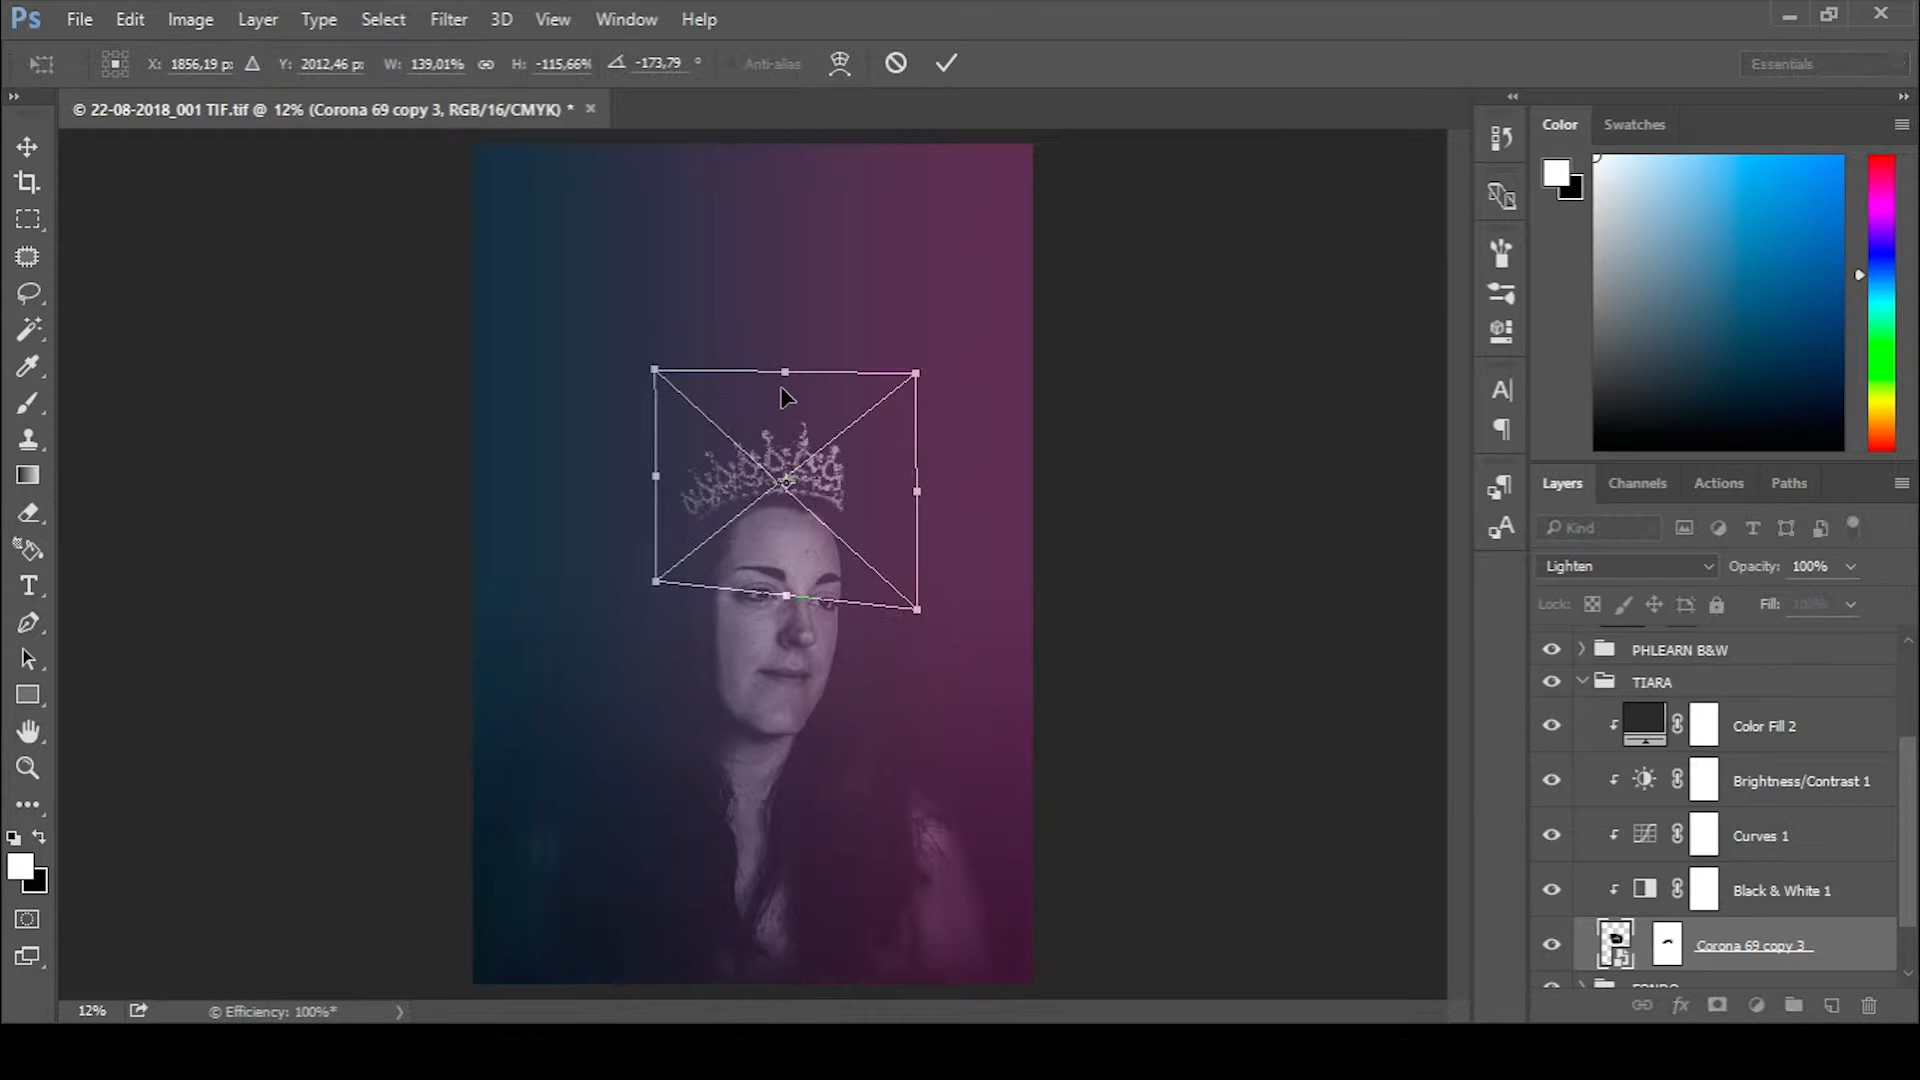 Ps File Edit Image Layer Type Select Filter 3D View Window Help
X: 1856,19 p: Y: 2012,46 p: W: 139,01% H: -115,66% -173,79 ° Anti-alias Essentials
© 22-08-2018_001 TIF.tif @ 12% (Corona 69 copy 3, RGB/16/CMYK) *
Color Swatches
Layers Channels Actions Paths
Kind
Lighten Opacity: 100%
Lock: Fill: 100%
PHLEARN B&W
TIARA
Color Fill 2
Brightness/Contrast 1
Curves 1
Black & White 1
Corona 69 copy 3
FONDO
12% © Efficiency: 100%*